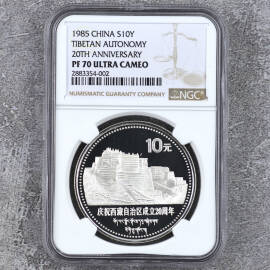 1985 CHINA S10Y
TIBETAN AUTONOMY
20TH ANNIVERSARY
PF 70 ULTRA CAMEO
2883354-002
NUMISMATIC GUARANTY CORPORATION
NGC
10元
庆祝西藏自治区成立20周年